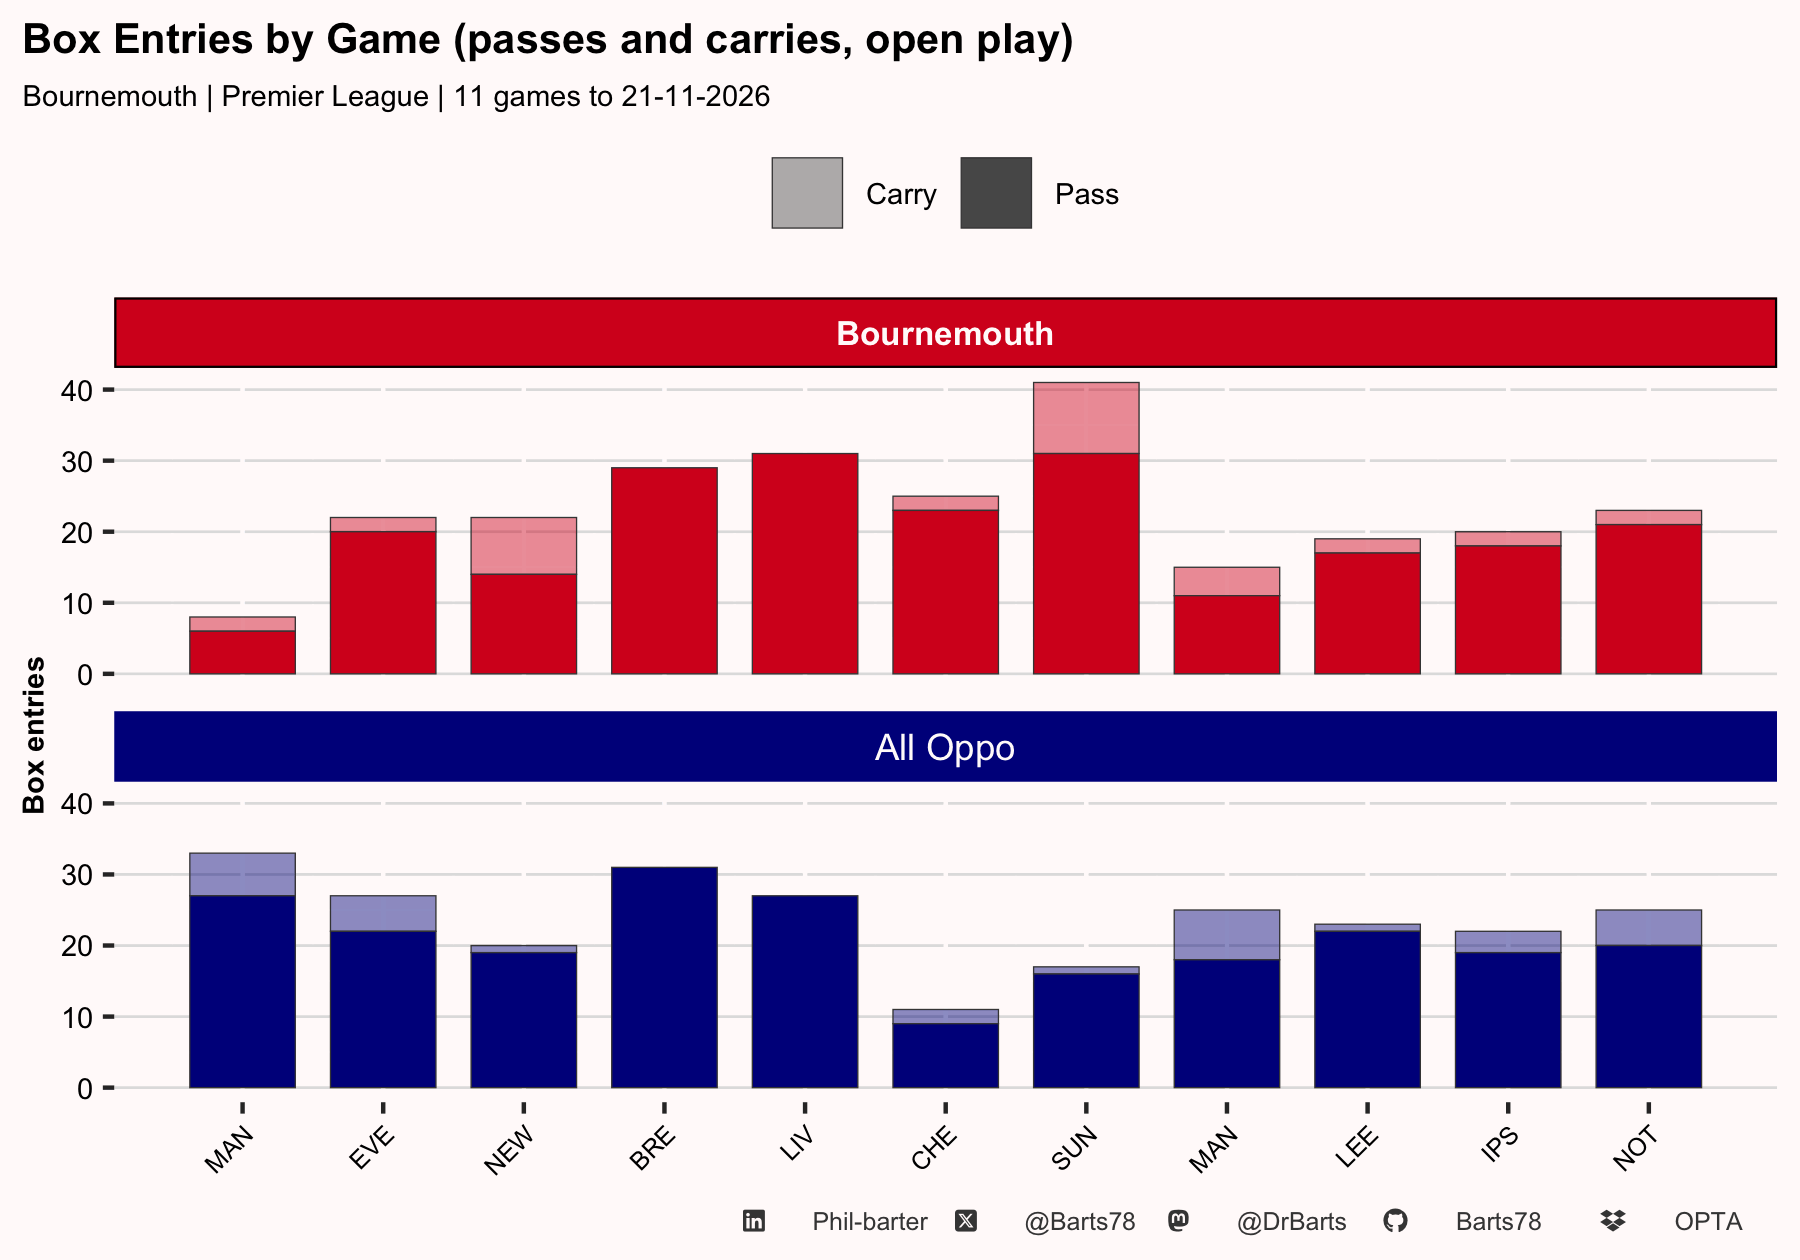 Box Entries by Game (passes and carries, open play)
Bournemouth | Premier League | 11 games to 21-11-2026
Carry Pass
Bournemouth
40
30
20
10
0
Box entries
All Oppo
40
30
20
10
0
MAN EVE NEW BRE LIV CHE SUN MAN LEE IPS NOT
Phil-barter @Barts78 @DrBarts Barts78 OPTA